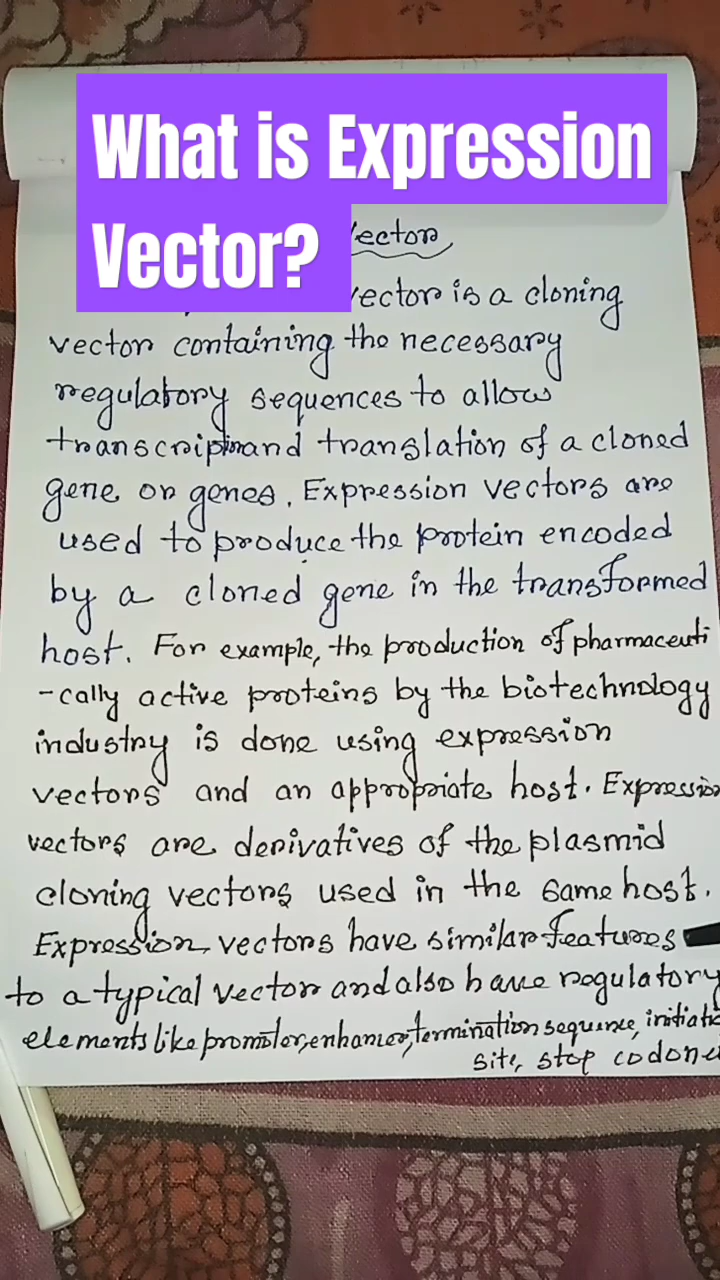 What is Expression
Vector?
Vector
Vector is a cloning
vector containing the necessary
regulatory sequences to allow
transcription and translation of a cloned
gene or genes. Expression vectors are
used to produce the protein encoded
by a cloned gene in the transformed
host. For example, the production of pharmaceuti
-cally active proteins by the biotechnology
industry is done using expression
vectors and an appropriate host. Expression
vectors are derivatives of the plasmid
cloning vectors used in the same host.
Expression vectors have similar features
to a typical vector and also have regulatory
elements like promoter, enhancer, termination sequence, initiatio
site, stop codon